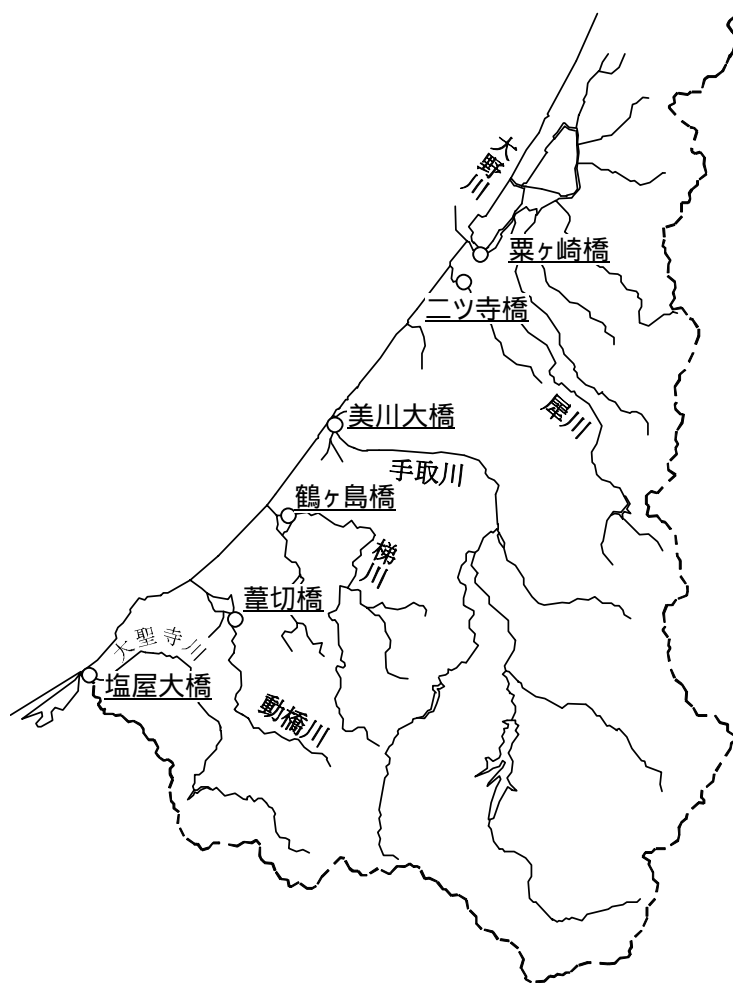 大野川
粟ヶ崎橋
二ツ寺橋
犀川
美川大橋
手取川
鶴ヶ島橋
梯川
葦切橋
大聖寺川
塩屋大橋
動橋川